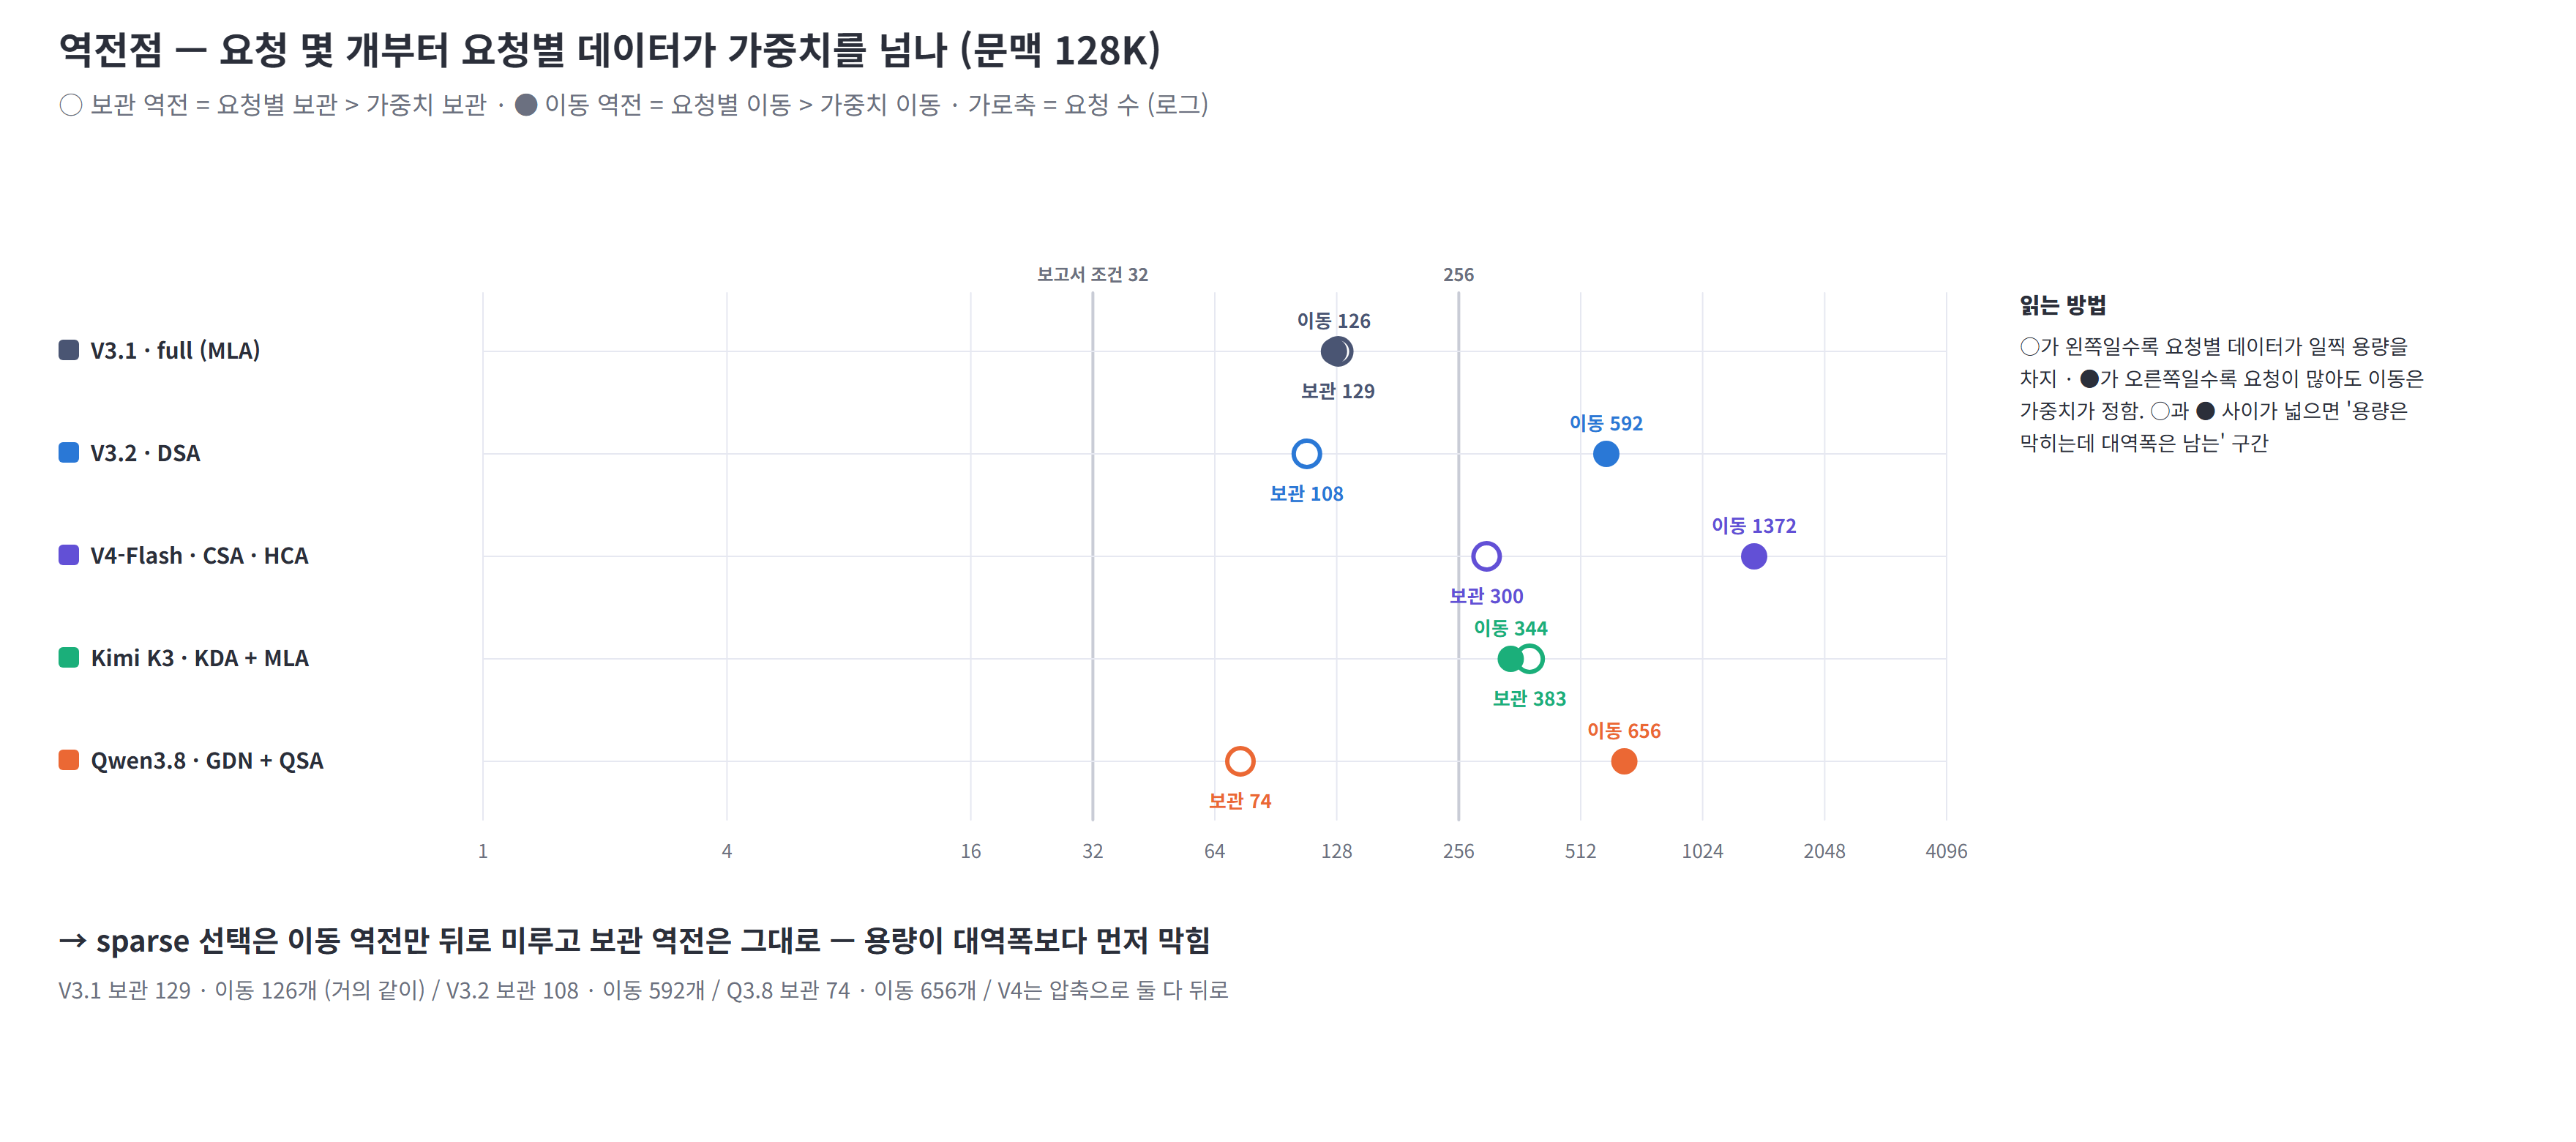 역전점 — 요청 몇 개부터 요청별 데이터가 가중치를 넘나 (문맥 128K)
○ 보관 역전 = 요청별 보관 > 가중치 보관 · ● 이동 역전 = 요청별 이동 > 가중치 이동 · 가로축 = 요청 수 (로그)
보고서 조건 32
256
이동 126
V3.1 · full (MLA)
보관 129
이동 592
V3.2 · DSA
보관 108
이동 1372
V4-Flash · CSA · HCA
보관 300
이동 344
Kimi K3 · KDA + MLA
보관 383
이동 656
Qwen3.8 · GDN + QSA
보관 74
1 4 16 32 64 128 256 512 1024 2048 4096
읽는 방법
○가 왼쪽일수록 요청별 데이터가 일찍 용량을
차지 · ●가 오른쪽일수록 요청이 많아도 이동은
가중치가 정함. ○과 ● 사이가 넓으면 '용량은
막히는데 대역폭은 남는' 구간
→ sparse 선택은 이동 역전만 뒤로 미루고 보관 역전은 그대로 — 용량이 대역폭보다 먼저 막힘
V3.1 보관 129 · 이동 126개 (거의 같이) / V3.2 보관 108 · 이동 592개 / Q3.8 보관 74 · 이동 656개 / V4는 압축으로 둘 다 뒤로